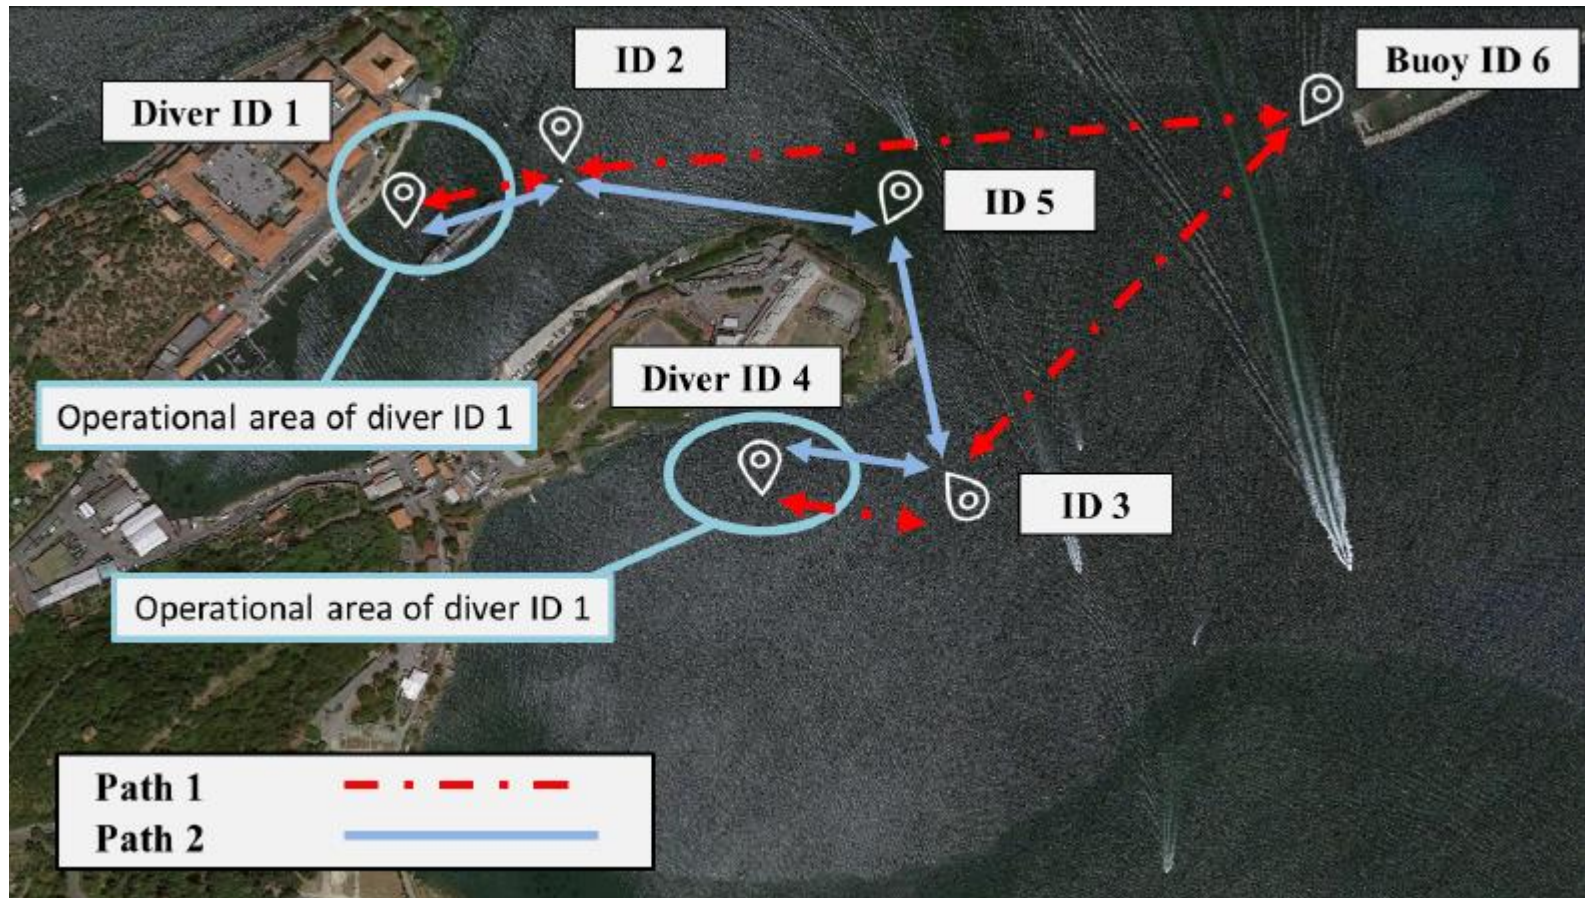 ID 2
Buoy ID 6
Diver ID 1
ID 5
Diver ID 4
Operational area of diver ID 1
ID 3
Operational area of diver ID 1
Path 1
Path 2